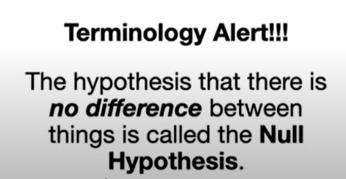 Terminology Alert!!!
The hypothesis that there is
no difference between
things is called the Null
Hypothesis.